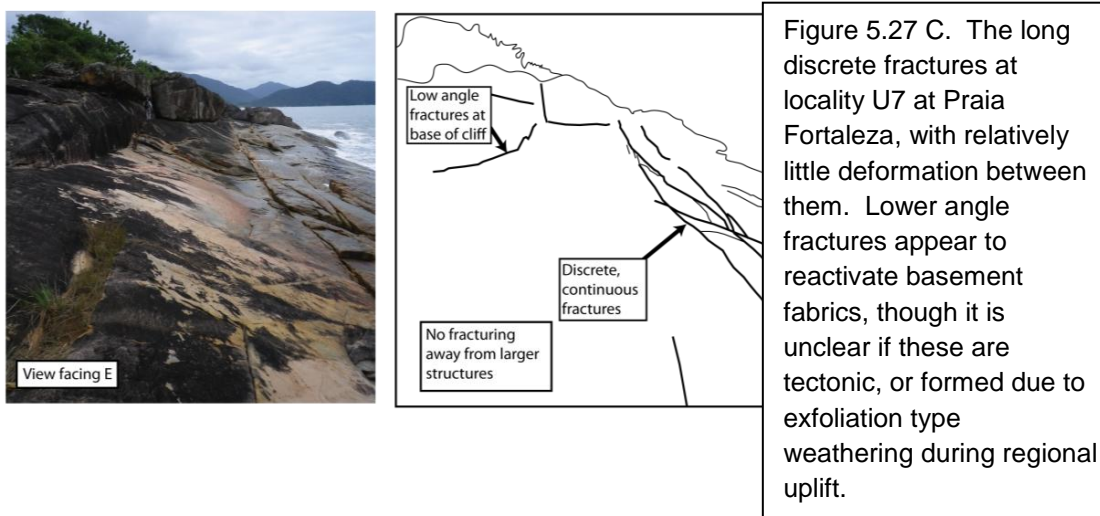 View facing E
Low angle
fractures at
base of cliff
Discrete,
continuous
fractures
No fracturing
away from larger
structures
Figure 5.27 C.  The long
discrete fractures at
locality U7 at Praia
Fortaleza, with relatively
little deformation between
them.  Lower angle
fractures appear to
reactivate basement
fabrics, though it is
unclear if these are
tectonic, or formed due to
exfoliation type
weathering during regional
uplift.